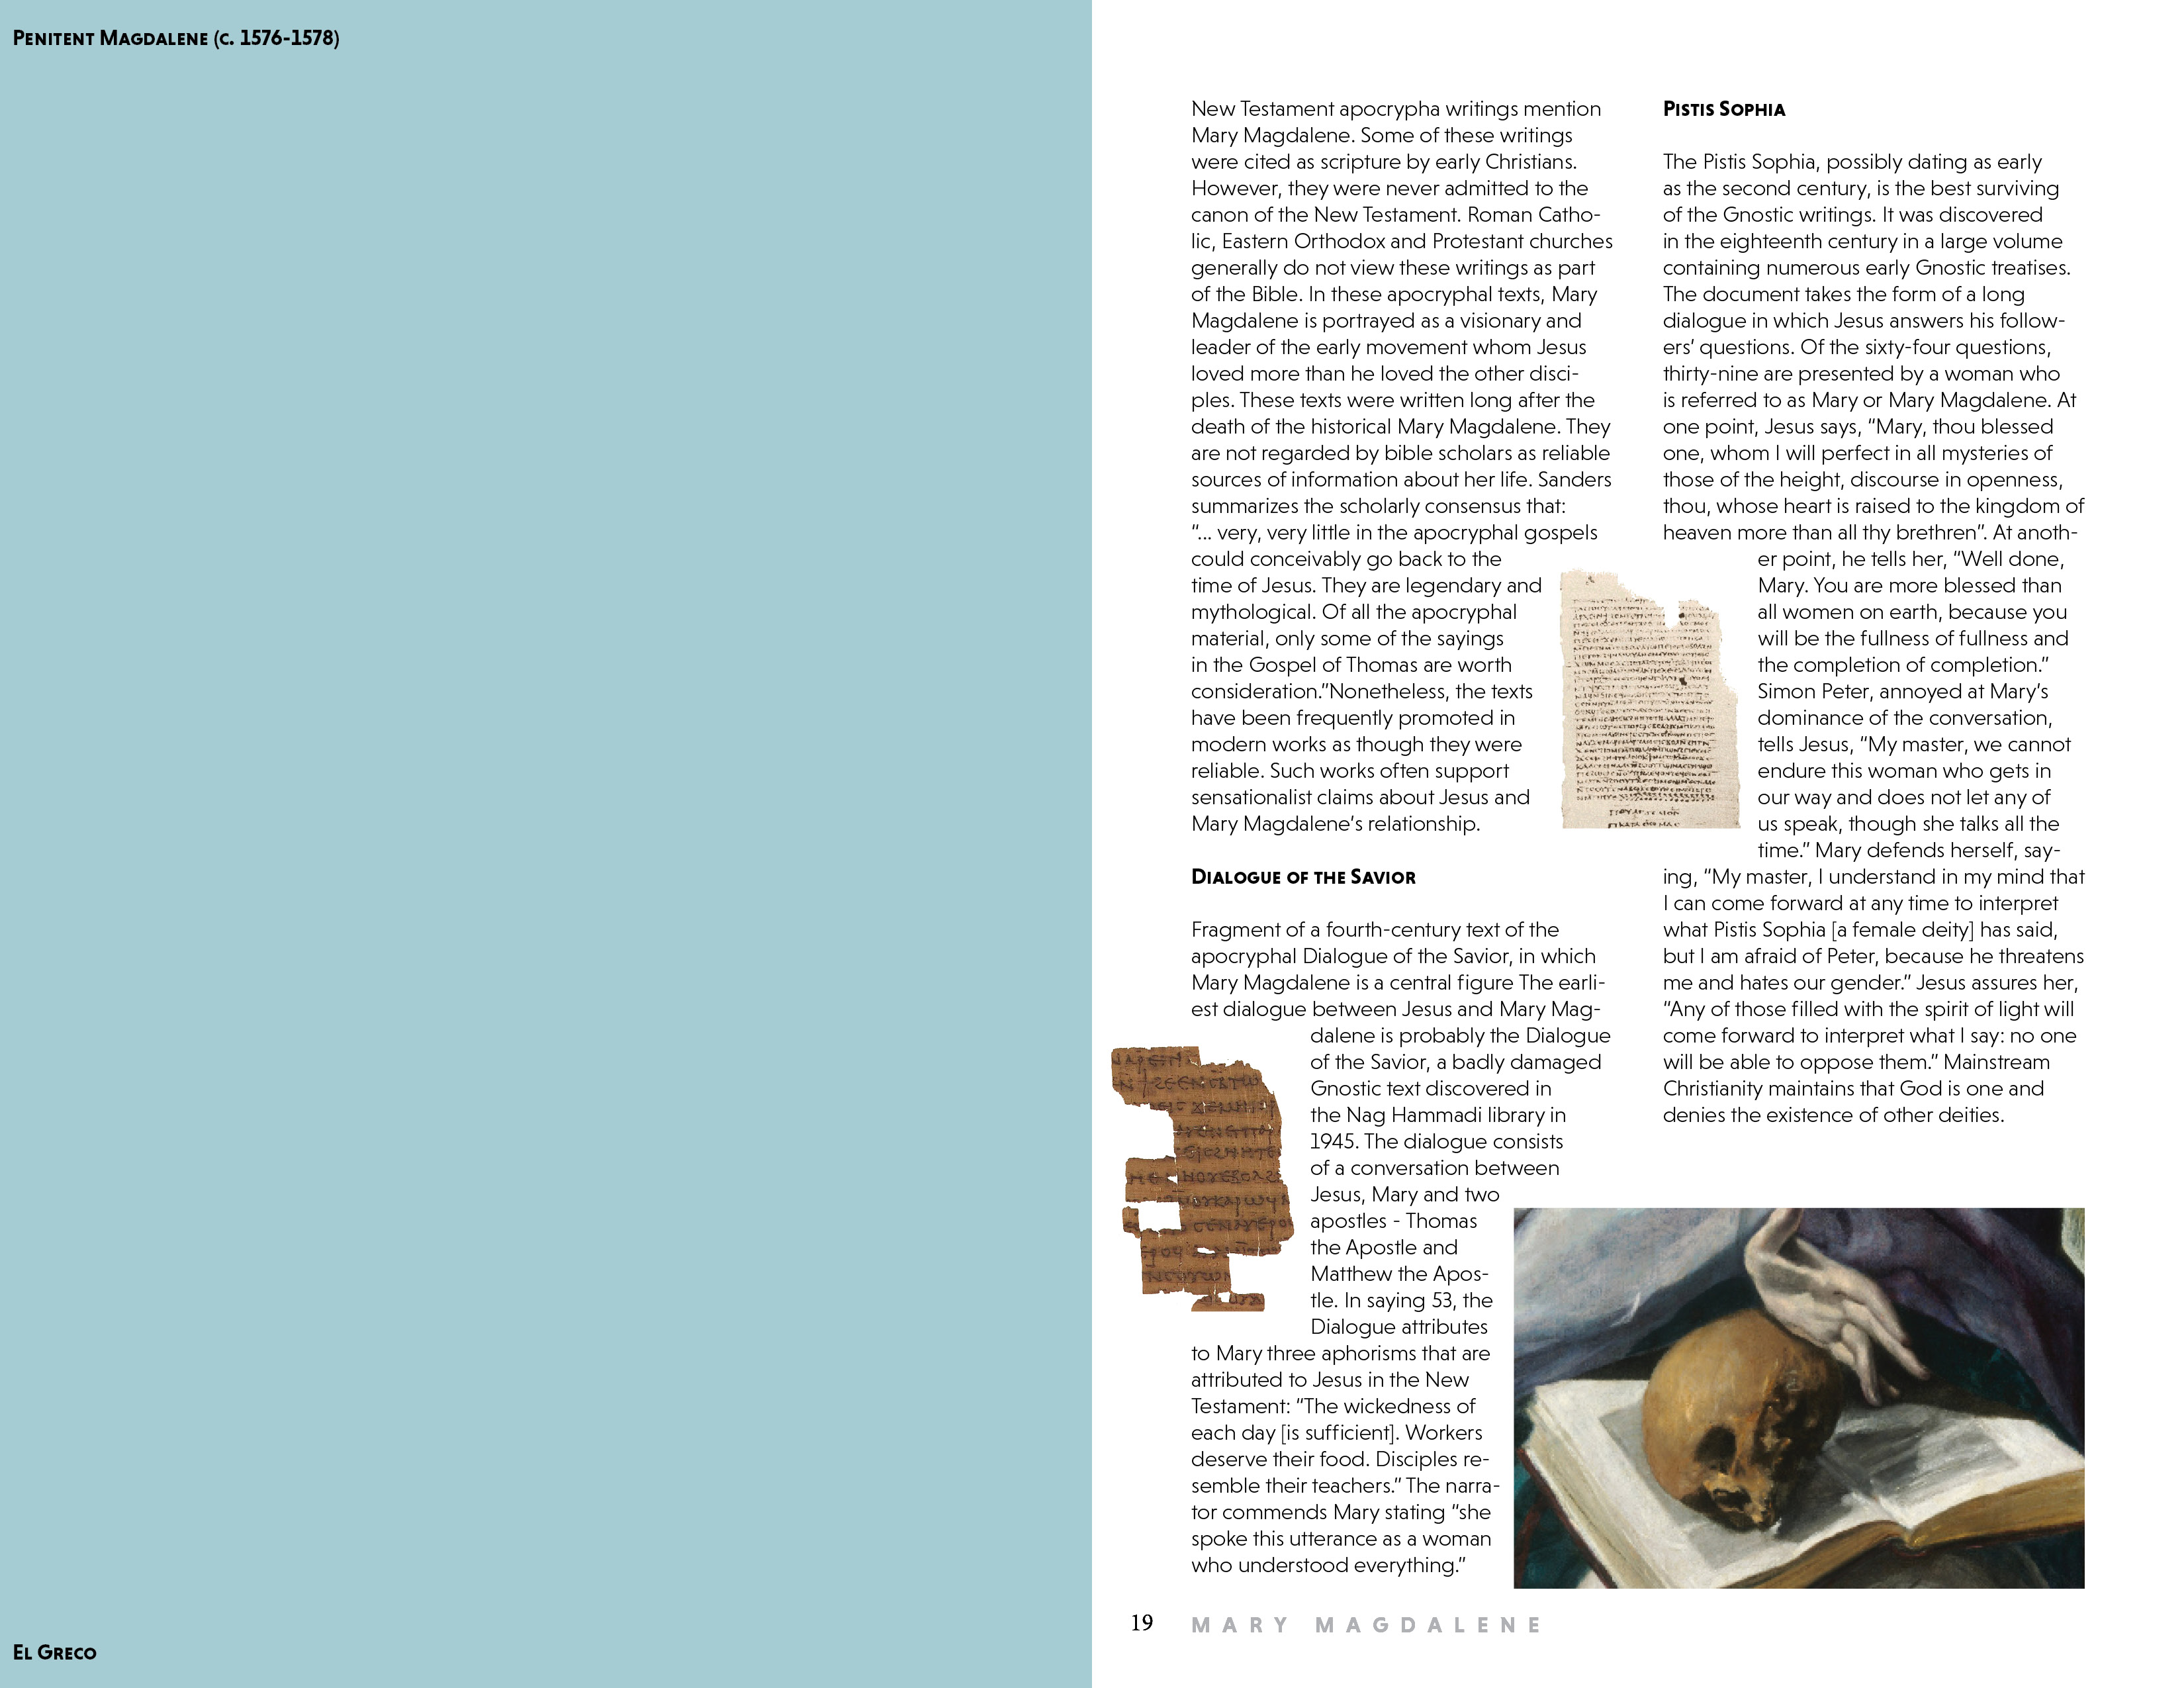 PENITENT MAGDALENE (C. 1576-1578)
EL GRECO
New Testament apocrypha writings mention
Mary Magdalene. Some of these writings
were cited as scripture by early Christians.
However, they were never admitted to the
canon of the New Testament. Roman Catho-
lic, Eastern Orthodox and Protestant churches
generally do not view these writings as part
of the Bible. In these apocryphal texts, Mary
Magdalene is portrayed as a visionary and
leader of the early movement whom Jesus
loved more than he loved the other disci-
ples. These texts were written long after the
death of the historical Mary Magdalene. They
are not regarded by bible scholars as reliable
sources of information about her life. Sanders
summarizes the scholarly consensus that:
“... very, very little in the apocryphal gospels
could conceivably go back to the
time of Jesus. They are legendary and
mythological. Of all the apocryphal
material, only some of the sayings
in the Gospel of Thomas are worth
consideration.”Nonetheless, the texts
have been frequently promoted in
modern works as though they were
reliable. Such works often support
sensationalist claims about Jesus and
Mary Magdalene’s relationship.
DIALOGUE OF THE SAVIOR
Fragment of a fourth-century text of the
apocryphal Dialogue of the Savior, in which
Mary Magdalene is a central figure The earli-
est dialogue between Jesus and Mary Mag-
dalene is probably the Dialogue
of the Savior, a badly damaged
Gnostic text discovered in
the Nag Hammadi library in
1945. The dialogue consists
of a conversation between
Jesus, Mary and two
apostles - Thomas
the Apostle and
Matthew the Apos-
tle. In saying 53, the
Dialogue attributes
to Mary three aphorisms that are
attributed to Jesus in the New
Testament: “The wickedness of
each day [is sufficient]. Workers
deserve their food. Disciples re-
semble their teachers.” The narra-
tor commends Mary stating “she
spoke this utterance as a woman
who understood everything.”
PISTIS SOPHIA
The Pistis Sophia, possibly dating as early
as the second century, is the best surviving
of the Gnostic writings. It was discovered
in the eighteenth century in a large volume
containing numerous early Gnostic treatises.
The document takes the form of a long
dialogue in which Jesus answers his follow-
ers’ questions. Of the sixty-four questions,
thirty-nine are presented by a woman who
is referred to as Mary or Mary Magdalene. At
one point, Jesus says, “Mary, thou blessed
one, whom I will perfect in all mysteries of
those of the height, discourse in openness,
thou, whose heart is raised to the kingdom of
heaven more than all thy brethren”. At anoth-
er point, he tells her, “Well done,
Mary. You are more blessed than
all women on earth, because you
will be the fullness of fullness and
the completion of completion.”
Simon Peter, annoyed at Mary’s
dominance of the conversation,
tells Jesus, “My master, we cannot
endure this woman who gets in
our way and does not let any of
us speak, though she talks all the
time.” Mary defends herself, say-
ing, “My master, I understand in my mind that
I can come forward at any time to interpret
what Pistis Sophia [a female deity] has said,
but I am afraid of Peter, because he threatens
me and hates our gender.” Jesus assures her,
“Any of those filled with the spirit of light will
come forward to interpret what I say: no one
will be able to oppose them.” Mainstream
Christianity maintains that God is one and
denies the existence of other deities.
19 MARY MAGDALENE